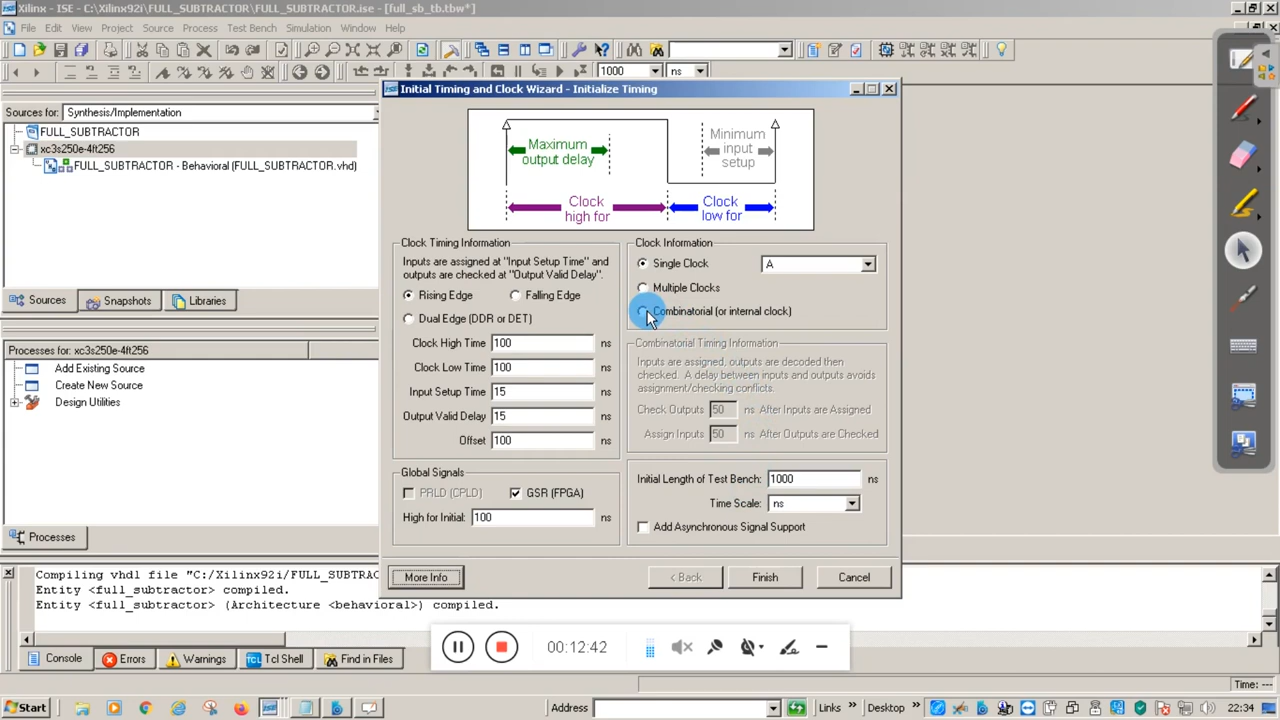 Xilinx - ISE - C:\Xilinx92i\FULL_SUBTRACTOR\FULL_SUBTRACTOR.ise - [full_sb_tb.tbw*]
File Edit View Project Source Process Test Bench Simulation Window Help
1000 ns
Sources for: Synthesis/Implementation
FULL_SUBTRACTOR
xc3s250e-4ft256
FULL_SUBTRACTOR - Behavioral (FULL_SUBTRACTOR.vhd)
Sources Snapshots Libraries
Processes for: xc3s250e-4ft256
Add Existing Source
Create New Source
Design Utilities
Processes
Initial Timing and Clock Wizard - Initialize Timing
Maximum
output delay
Minimum
input
setup
Clock
high for
Clock
low for
Clock Timing Information
Inputs are assigned at "Input Setup Time" and
outputs are checked at "Output Valid Delay".
Rising Edge Falling Edge
Dual Edge (DDR or DET)
Clock High Time 100 ns
Clock Low Time 100 ns
Input Setup Time 15 ns
Output Valid Delay 15 ns
Offset 100 ns
Global Signals
PRLD (CPLD) GSR (FPGA)
High for Initial: 100 ns
Clock Information
Single Clock A
Multiple Clocks
Combinatorial (or internal clock)
Combinatorial Timing Information
Inputs are assigned, outputs are decoded then
checked. A delay between inputs and outputs avoids
assignment/checking conflicts.
Check Outputs 50 ns After Inputs are Assigned
Assign Inputs 50 ns After Outputs are Checked
Initial Length of Test Bench: 1000 ns
Time Scale: ns
Add Asynchronous Signal Support
More Info < Back Finish Cancel
Compiling vhdl file "C:/Xilinx92i/FULL_SUBTRAC
Entity <full_subtractor> compiled.
Entity <full_subtractor> (Architecture <behavioral>) compiled.
00:12:42
Console Errors Warnings Tcl Shell Find in Files
Time: ---
Start Address Links » Desktop » 22:34